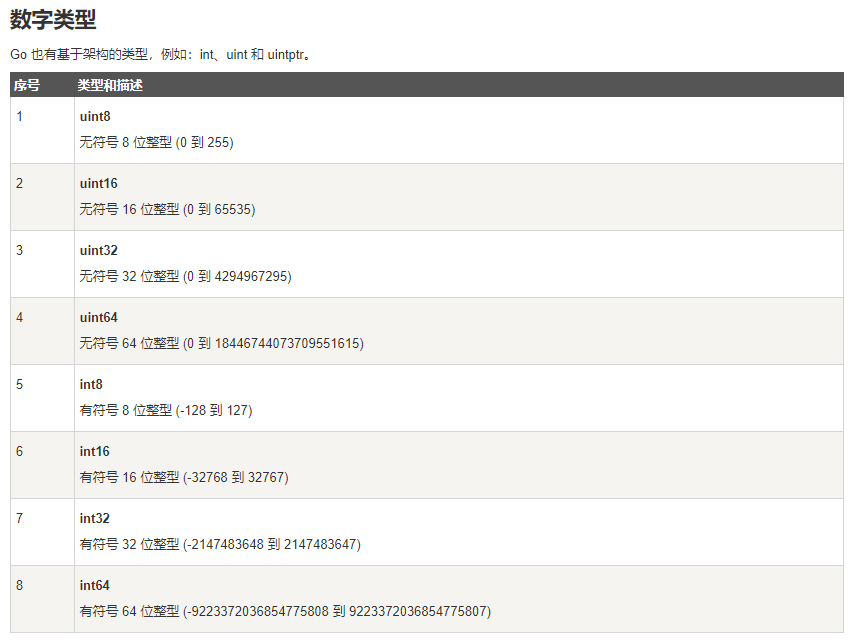 数字类型
Go 也有基于架构的类型，例如：int、uint 和 uintptr。
序号 类型和描述
1 uint8
无符号 8 位整型 (0 到 255)
2 uint16
无符号 16 位整型 (0 到 65535)
3 uint32
无符号 32 位整型 (0 到 4294967295)
4 uint64
无符号 64 位整型 (0 到 18446744073709551615)
5 int8
有符号 8 位整型 (-128 到 127)
6 int16
有符号 16 位整型 (-32768 到 32767)
7 int32
有符号 32 位整型 (-2147483648 到 2147483647)
8 int64
有符号 64 位整型 (-9223372036854775808 到 9223372036854775807)